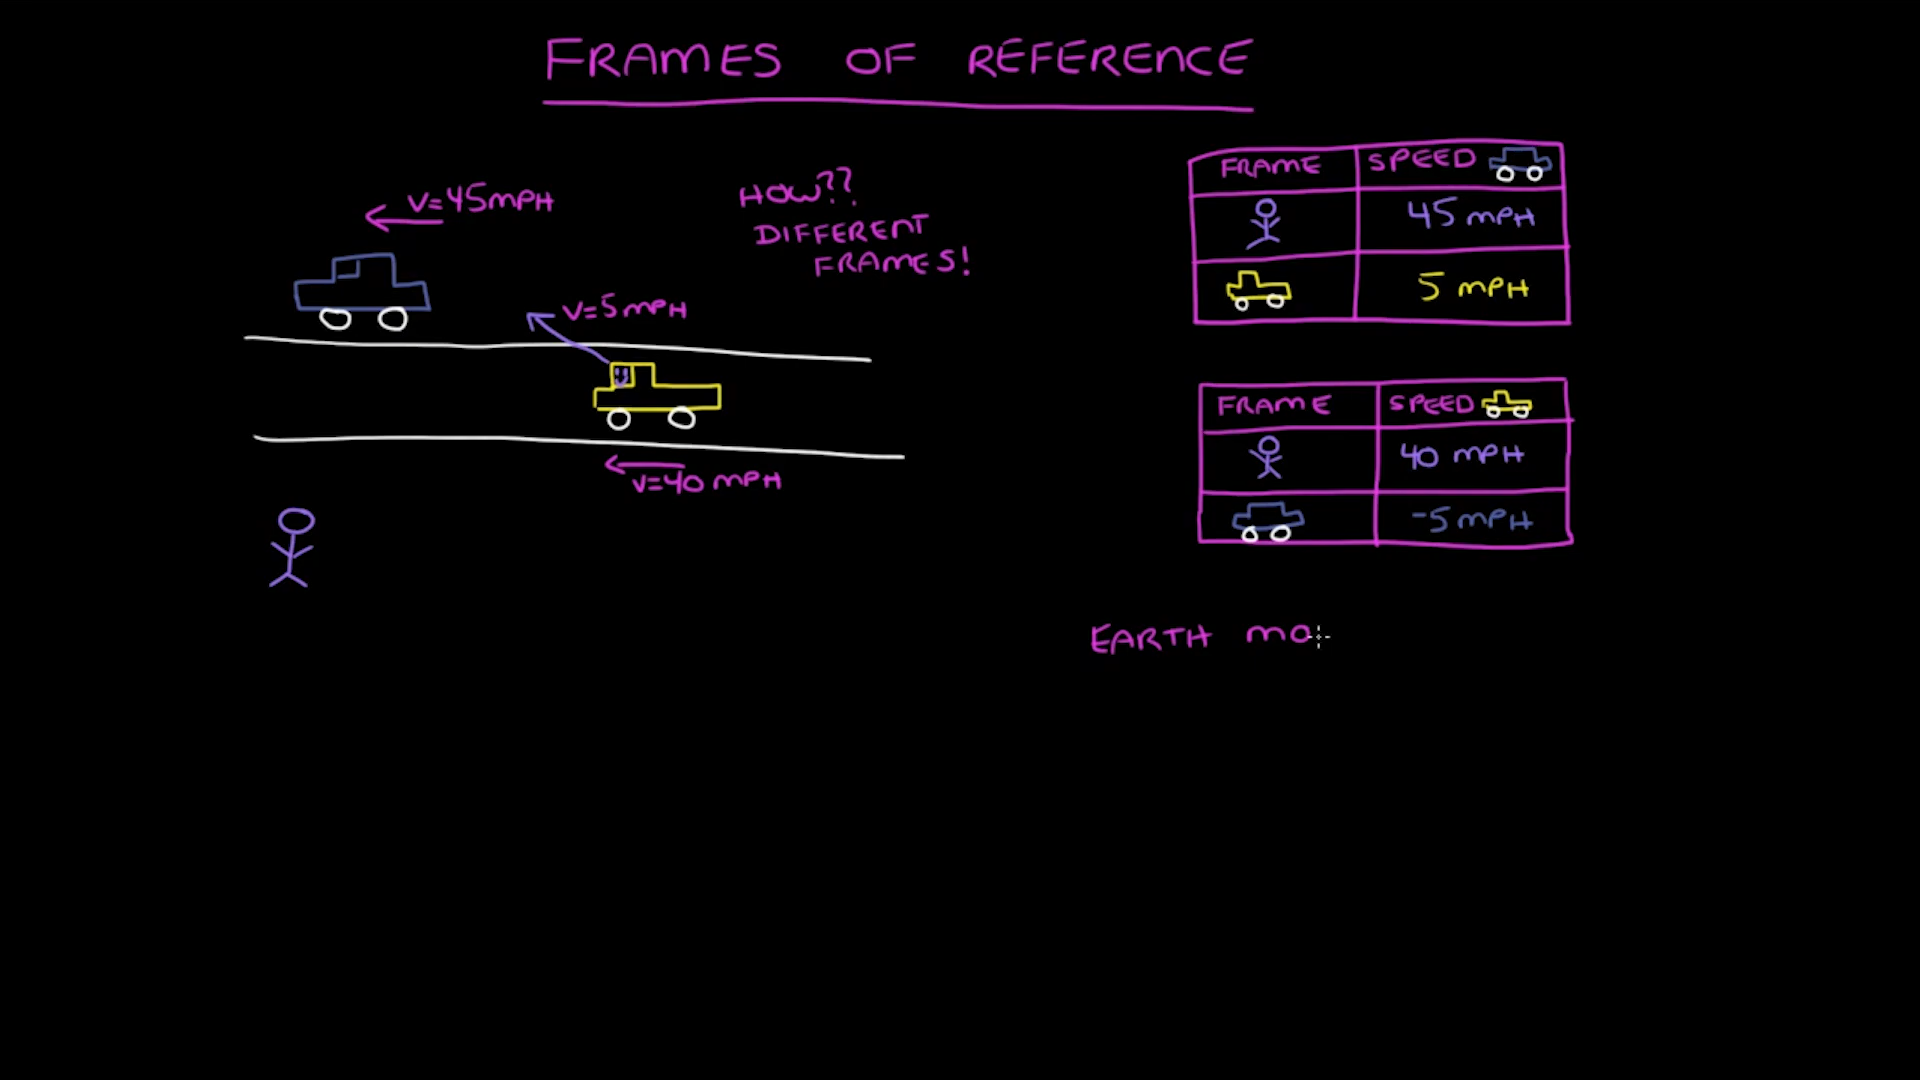 FRAMES OF REFERENCE
V=45MPH
HOW??
DIFFERENT
FRAMES!
V=5MPH
V=40 MPH
FRAME SPEED
45 MPH
5 MPH
FRAME SPEED
40 MPH
-5 MPH
EARTH MO